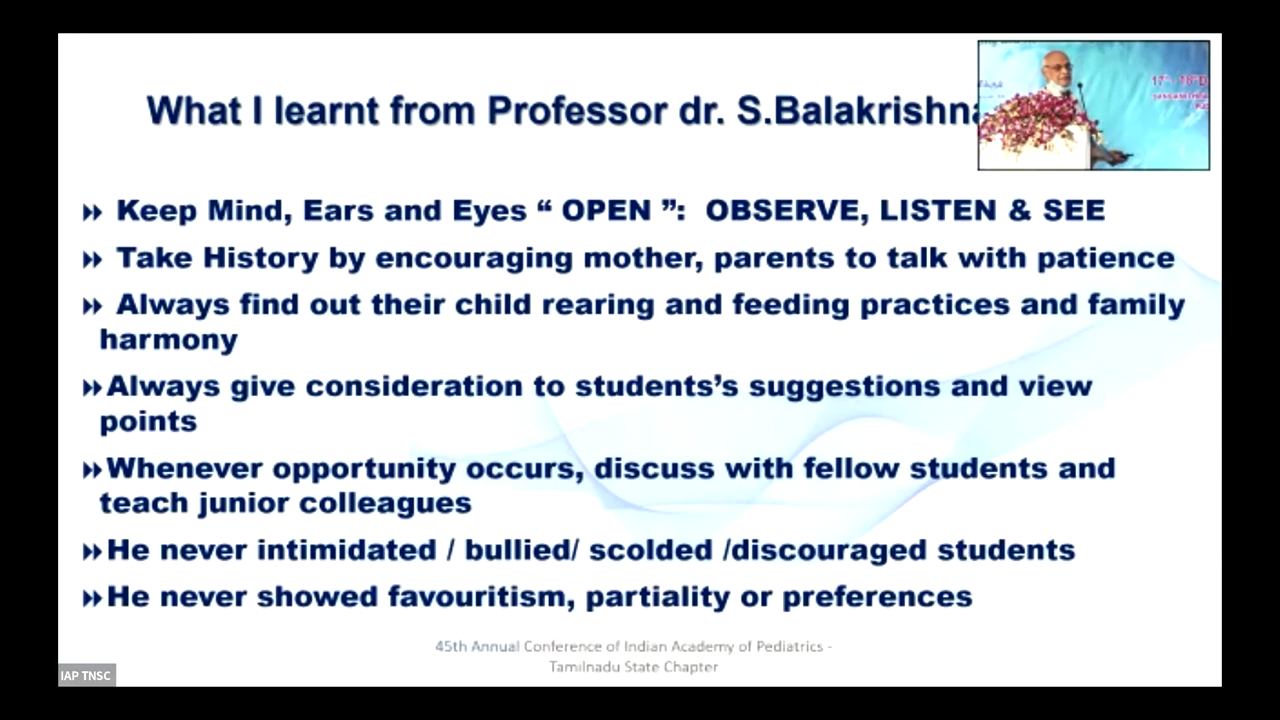 What I learnt from Professor dr. S.Balakrishna
» Keep Mind, Ears and Eyes “ OPEN ”: OBSERVE, LISTEN & SEE
» Take History by encouraging mother, parents to talk with patience
» Always find out their child rearing and feeding practices and family
harmony
»Always give consideration to students’s suggestions and view
points
»Whenever opportunity occurs, discuss with fellow students and
teach junior colleagues
»He never intimidated / bullied/ scolded /discouraged students
»He never showed favouritism, partiality or preferences
45th Annual Conference of Indian Academy of Pediatrics -
Tamilnadu State Chapter
IAP TNSC